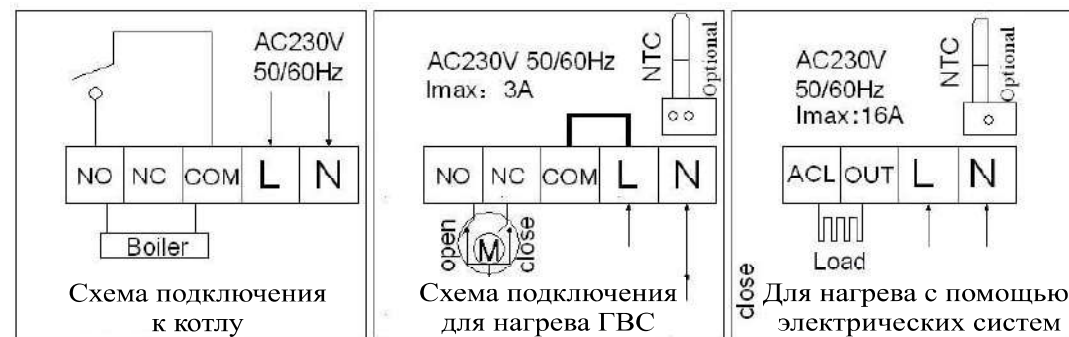 AC230V
50/60Hz
NO NC COM L N
Boiler
Схема подключения
к котлу
AC230V 50/60Hz
Imax: 3A
NTC
Optional
NO NC COM L N
open
M
close
Схема подключения
для нагрева ГВС
AC230V
50/60Hz
Imax:16A
NTC
Optional
ACL OUT L N
Load
close
Для нагрева с помощью
электрических систем